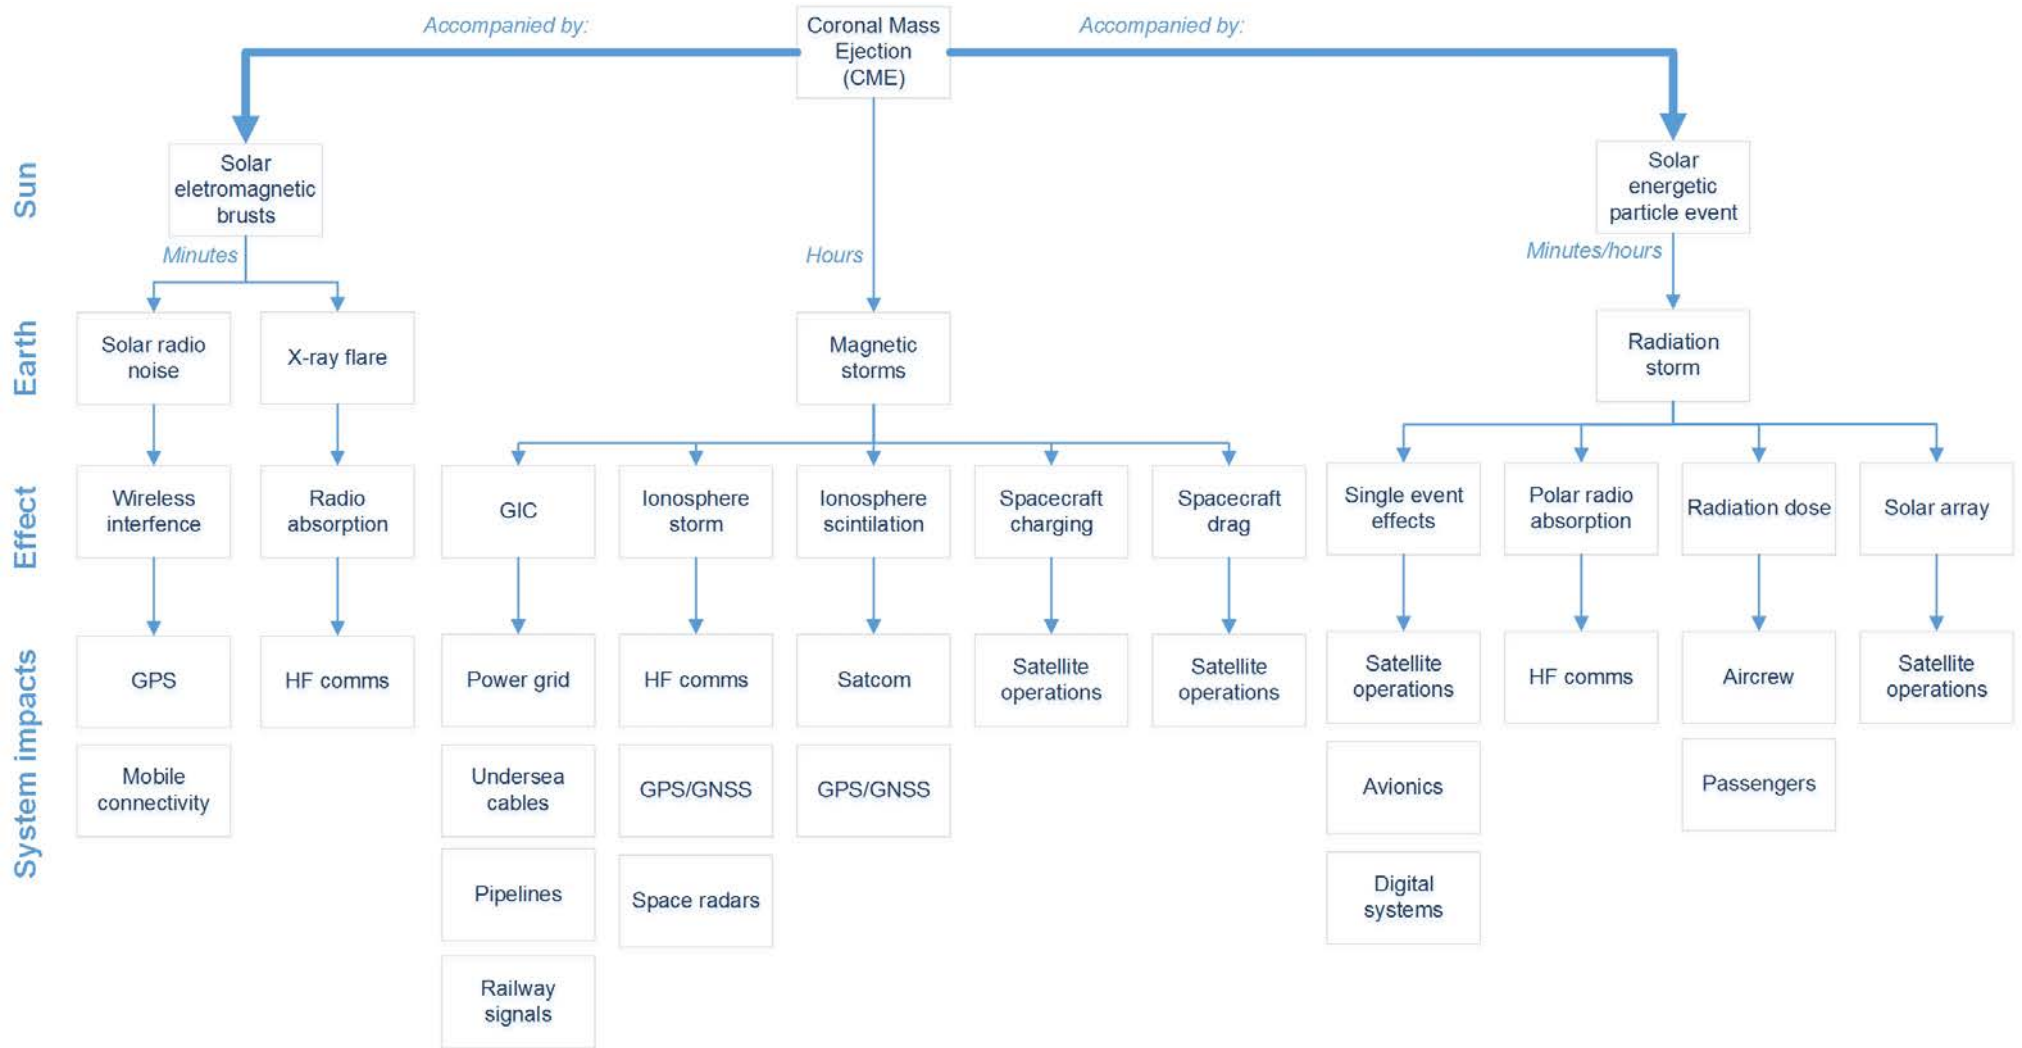 Accompanied by:
Coronal Mass
Ejection
(CME)
Accompanied by:
Sun
Solar
eletromagnetic
brusts
Solar
energetic
particle event
Minutes
Hours
Minutes/hours
Earth
Solar radio
noise
X-ray flare
Magnetic
storms
Radiation
storm
Effect
Wireless
interfence
Radio
absorption
GIC
Ionosphere
storm
Ionosphere
scintilation
Spacecraft
charging
Spacecraft
drag
Single event
effects
Polar radio
absorption
Radiation dose
Solar array
System impacts
GPS
HF comms
Power grid
HF comms
Satcom
Satellite
operations
Satellite
operations
Satellite
operations
HF comms
Aircrew
Satellite
operations
Mobile
connectivity
Undersea
cables
GPS/GNSS
GPS/GNSS
Avionics
Passengers
Pipelines
Space radars
Digital
systems
Railway
signals